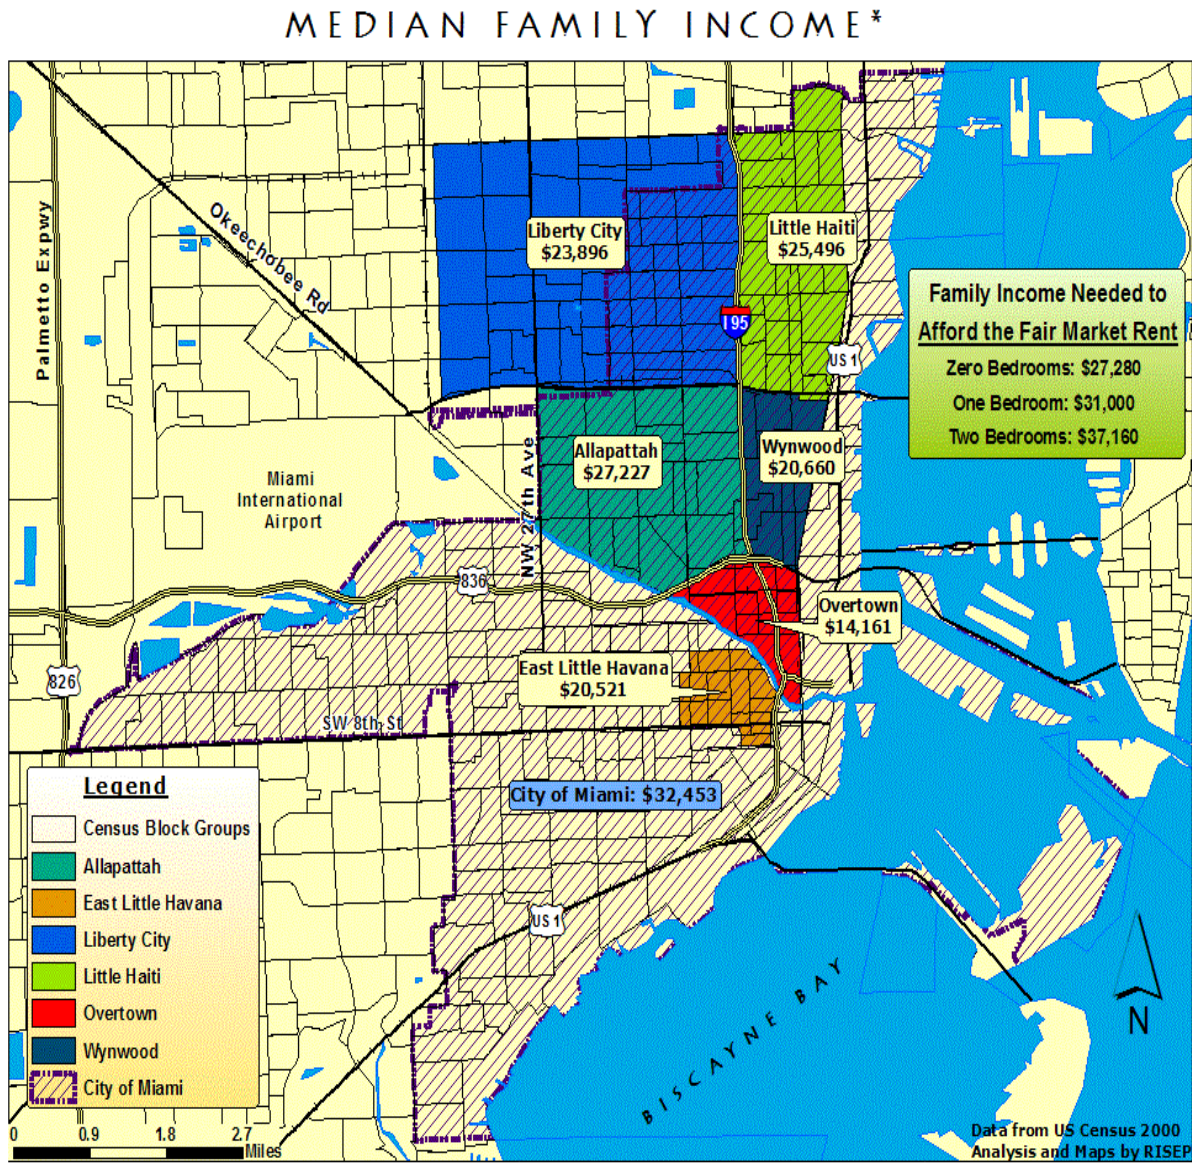 MEDIAN FAMILY INCOME*
Palmetto Expwy
Okeechobee Rd
Liberty City
$23,896
Little Haiti
$25,496
I 95
US 1
Family Income Needed to
Afford the Fair Market Rent
Zero Bedrooms: $27,280
One Bedroom: $31,000
Two Bedrooms: $37,160
Allapattah
$27,227
Wynwood
$20,660
Miami
International
Airport
NW 27th Ave
836
Overtown
$14,161
East Little Havana
$20,521
826
SW 8th St
City of Miami: $32,453
US 1
Legend
Census Block Groups
Allapattah
East Little Havana
Liberty City
Little Haiti
Overtown
Wynwood
City of Miami
BISCAYNE BAY
N
0 0.9 1.8 2.7
Miles
Data from US Census 2000
Analysis and Maps by RISEP